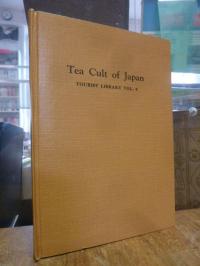 Tea Cult of Japan
TOURIST LIBRARY VOL. 4